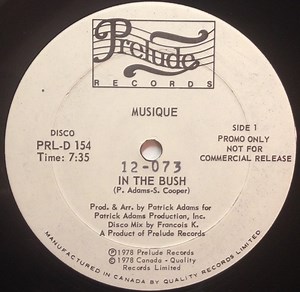 Prelude
RECORDS
MUSIQUE
DISCO
PRL-D 154
Time: 7:35
SIDE 1
PROMO ONLY
NOT FOR
COMMERCIAL RELEASE
12-073
IN THE BUSH
(P. Adams-S. Cooper)
Prod. & Arr. by Patrick Adams for
Patrick Adams Production, Inc.
Disco Mix by Francois K.
A Product of Prelude Records
℗ 1978 Prelude Records
© 1978 Canada - Quality
Records Limited
MANUFACTURED IN CANADA BY QUALITY RECORDS LIMITED